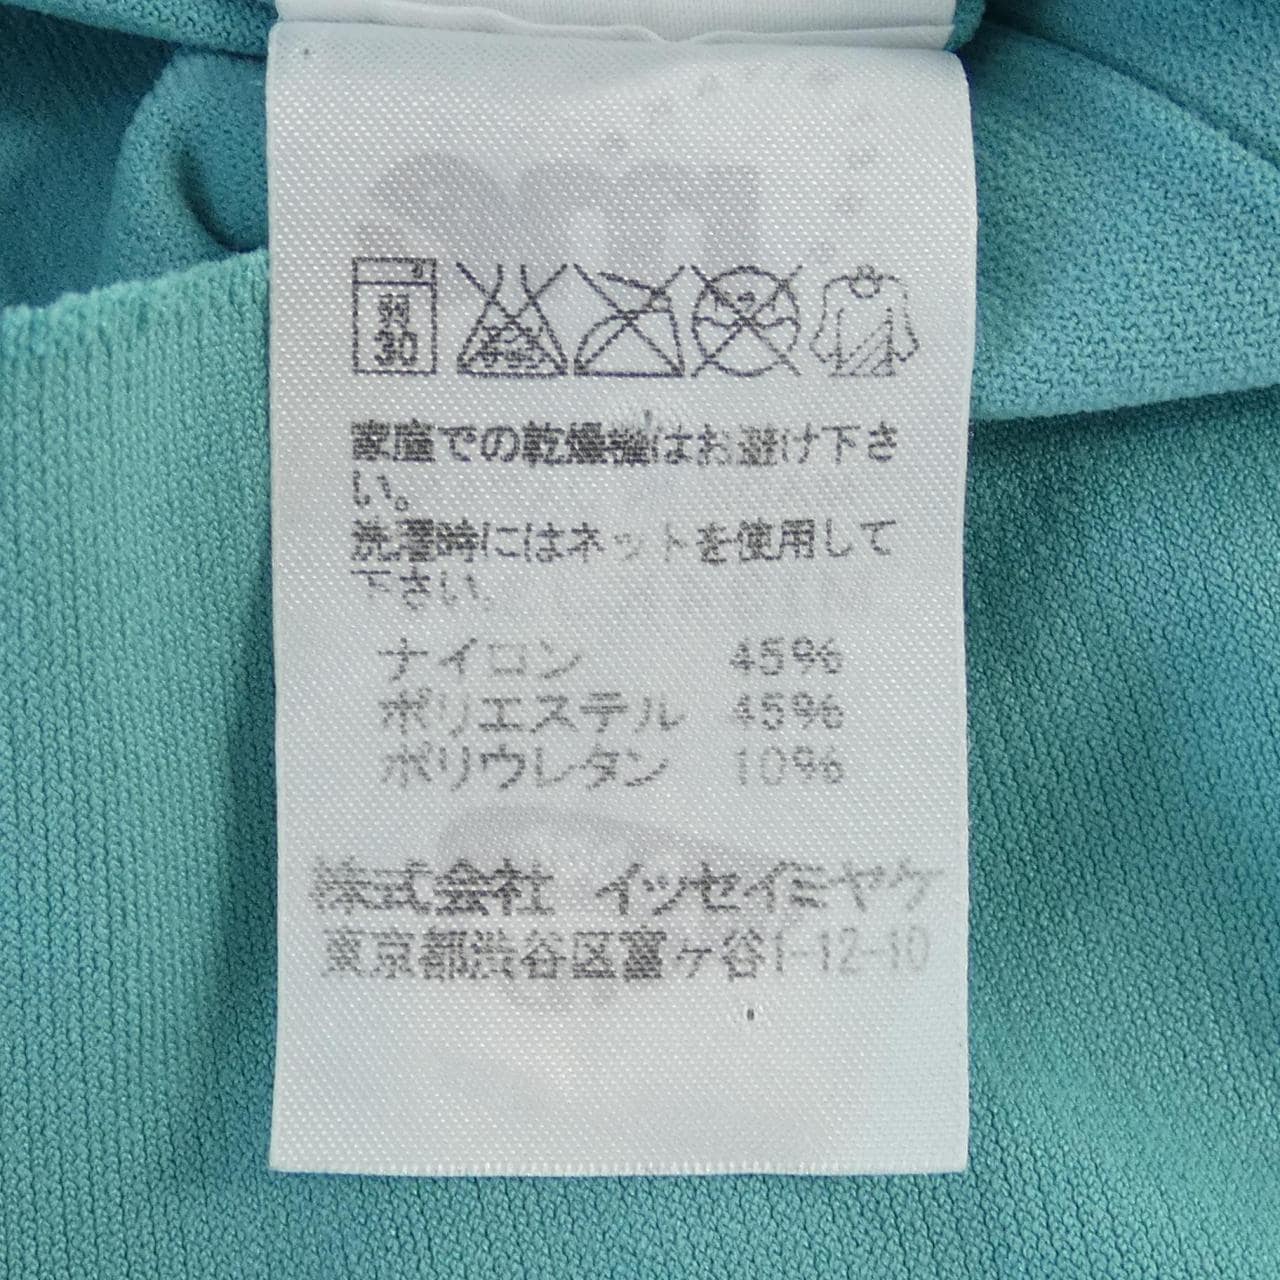 弱
30
家庭での乾燥機はお避け下さ
い。
洗濯時にはネットを使用して
下さい。
ナイロン 45%
ポリエステル 45%
ポリウレタン 10%
株式会社 イッセイミヤケ
東京都渋谷区富ヶ谷1-12-10